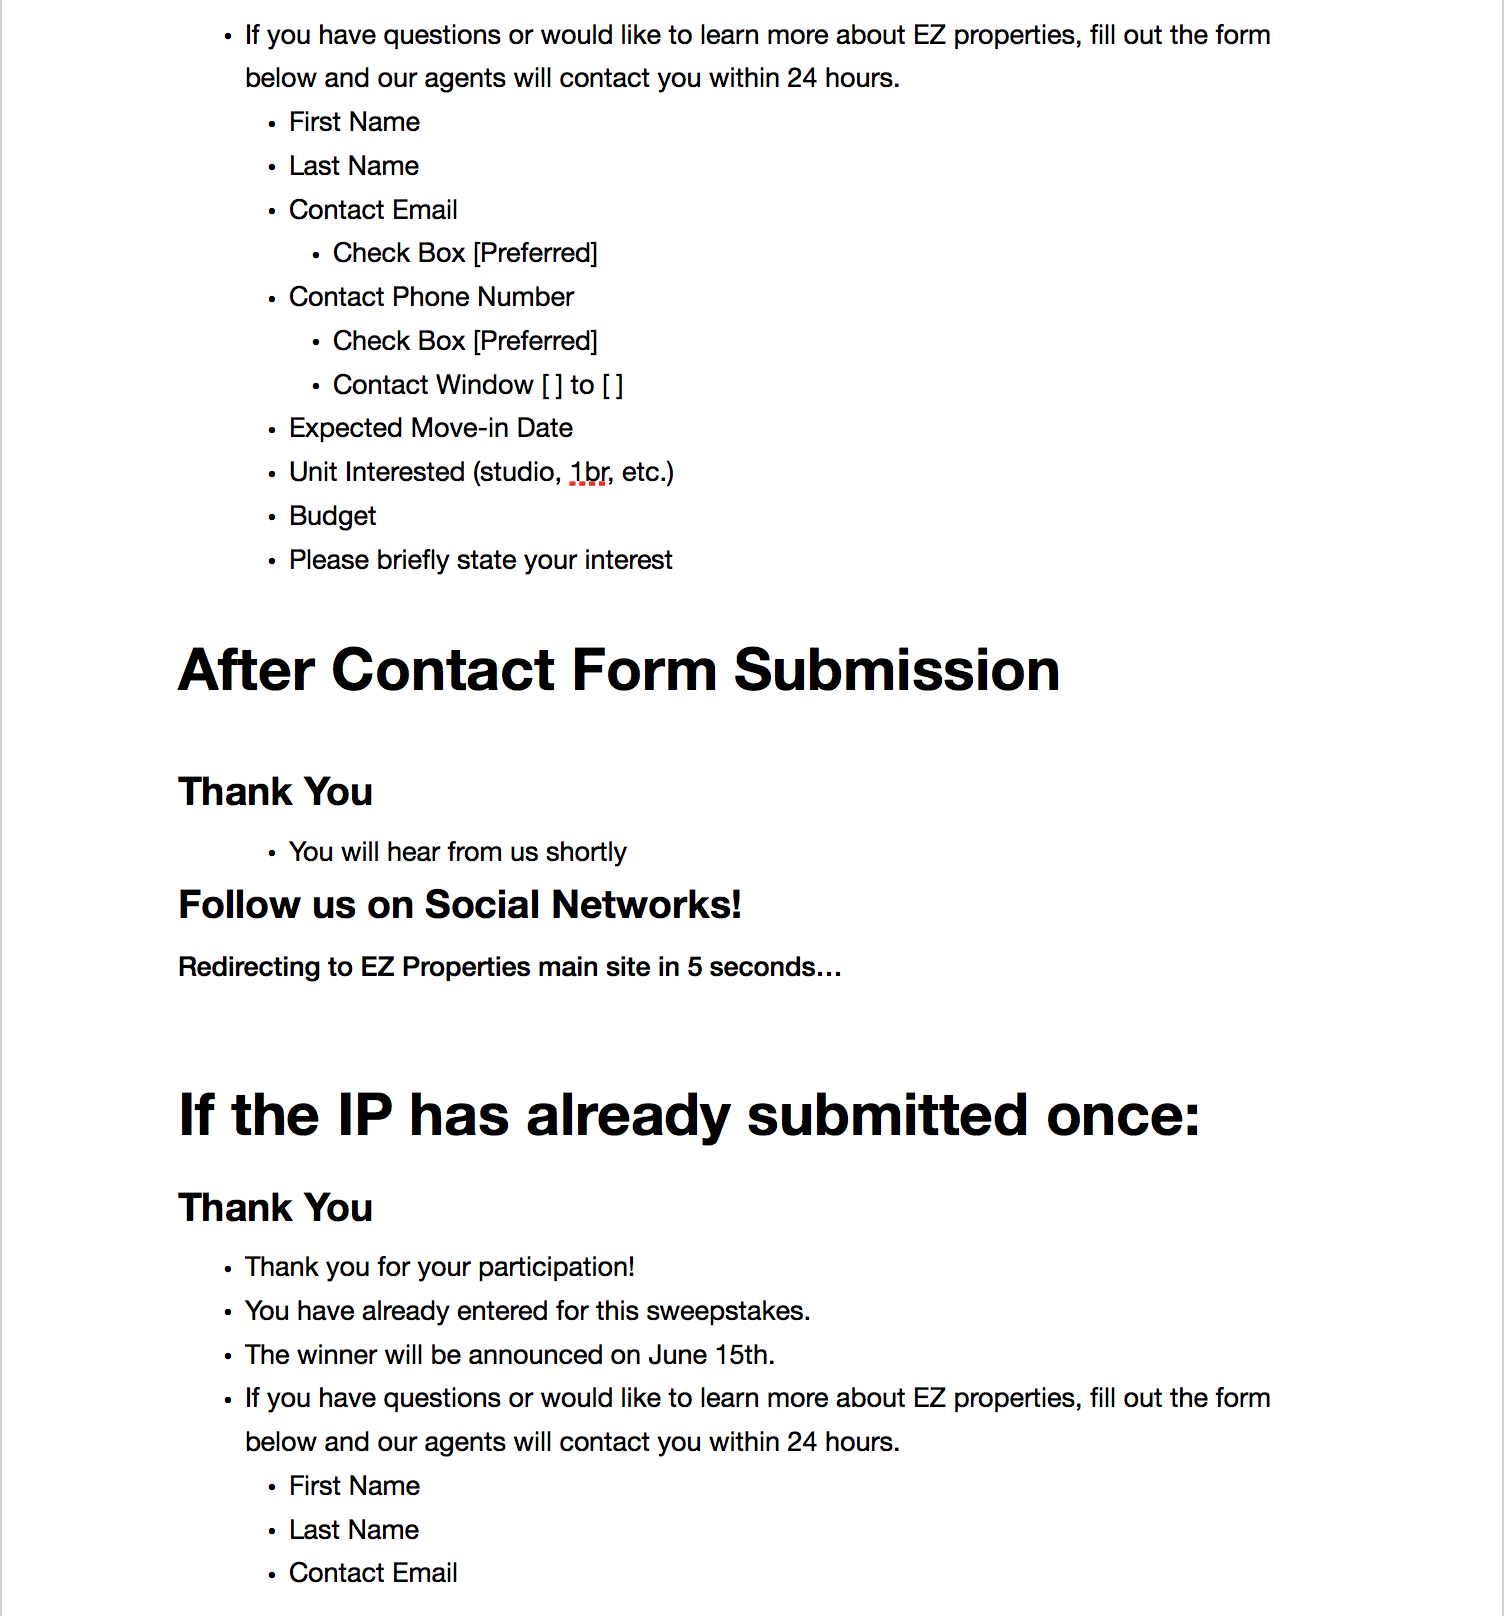 • If you have questions or would like to learn more about EZ properties, fill out the form
below and our agents will contact you within 24 hours.
• First Name
• Last Name
• Contact Email
• Check Box [Preferred]
• Contact Phone Number
• Check Box [Preferred]
• Contact Window [ ] to [ ]
• Expected Move-in Date
• Unit Interested (studio, 1br, etc.)
• Budget
• Please briefly state your interest
After Contact Form Submission
Thank You
• You will hear from us shortly
Follow us on Social Networks!
Redirecting to EZ Properties main site in 5 seconds…
If the IP has already submitted once:
Thank You
• Thank you for your participation!
• You have already entered for this sweepstakes.
• The winner will be announced on June 15th.
• If you have questions or would like to learn more about EZ properties, fill out the form
below and our agents will contact you within 24 hours.
• First Name
• Last Name
• Contact Email